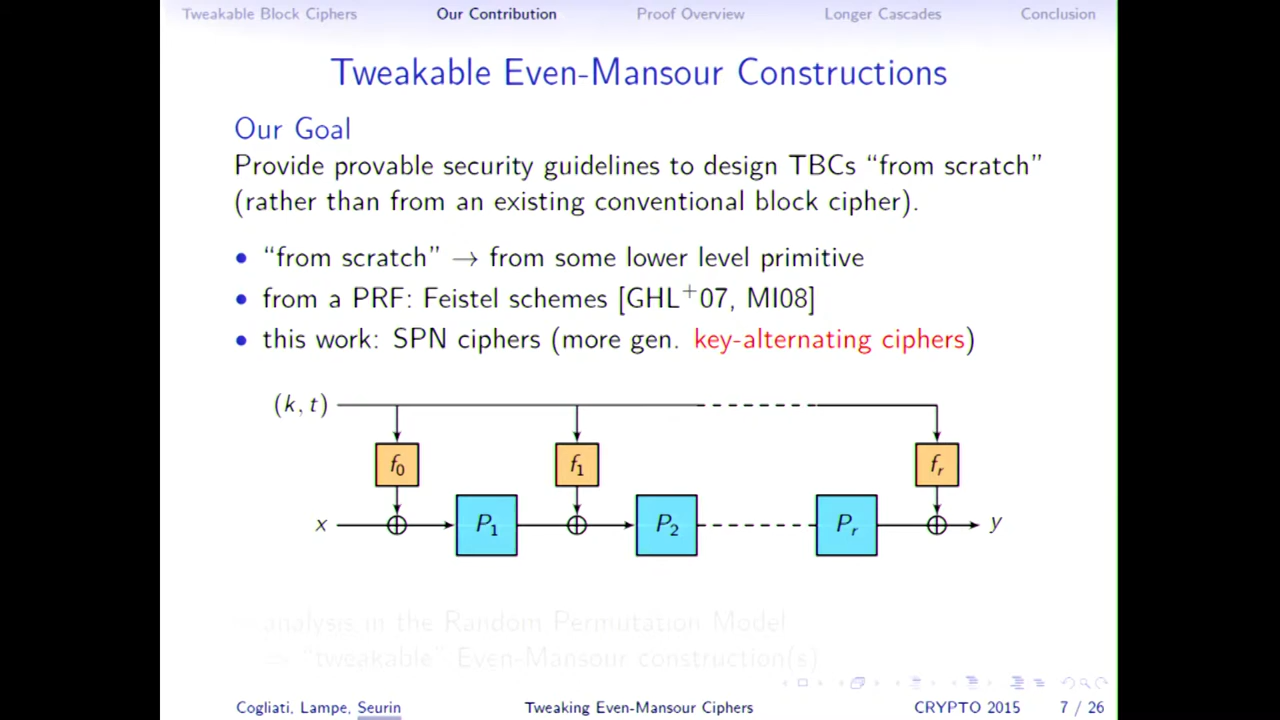 Tweakable Block Ciphers Our Contribution Proof Overview Longer Cascades Conclusion
Tweakable Even-Mansour Constructions
Our Goal
Provide provable security guidelines to design TBCs “from scratch”
(rather than from an existing conventional block cipher).
• “from scratch” → from some lower level primitive
• from a PRF: Feistel schemes [GHL+07, MI08]
• this work: SPN ciphers (more gen. key-alternating ciphers)
(k, t)
f0 f1 fr
x P1 P2 Pr y
analysis in the Random Permutation Model
⇒ “tweakable” Even-Mansour construction(s)
Cogliati, Lampe, Seurin Tweaking Even-Mansour Ciphers CRYPTO 2015 7 / 26